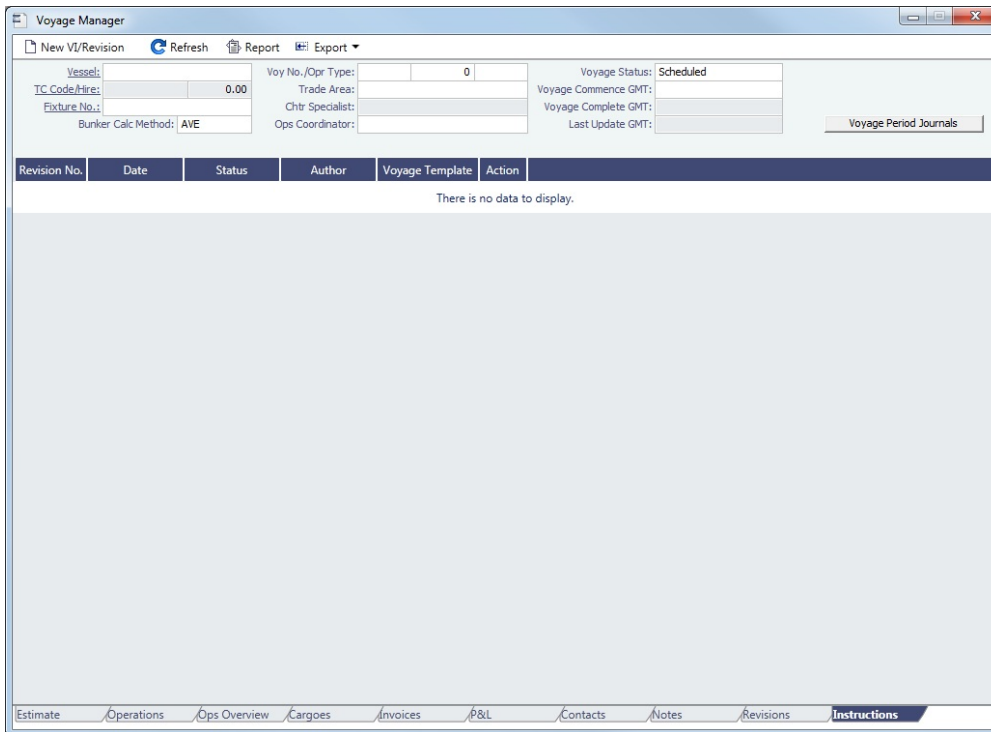 Voyage Manager
New VI/Revision Refresh Report Export
Vessel: Voy No./Opr Type: 0 Voyage Status: Scheduled
TC Code/Hire: 0.00 Trade Area: Voyage Commence GMT:
Fixture No.: Chtr Specialist: Voyage Complete GMT:
Bunker Calc Method: AVE Ops Coordinator: Last Update GMT: Voyage Period Journals
Revision No. Date Status Author Voyage Template Action
There is no data to display.
Estimate Operations Ops Overview Cargoes Invoices P&L Contacts Notes Revisions Instructions